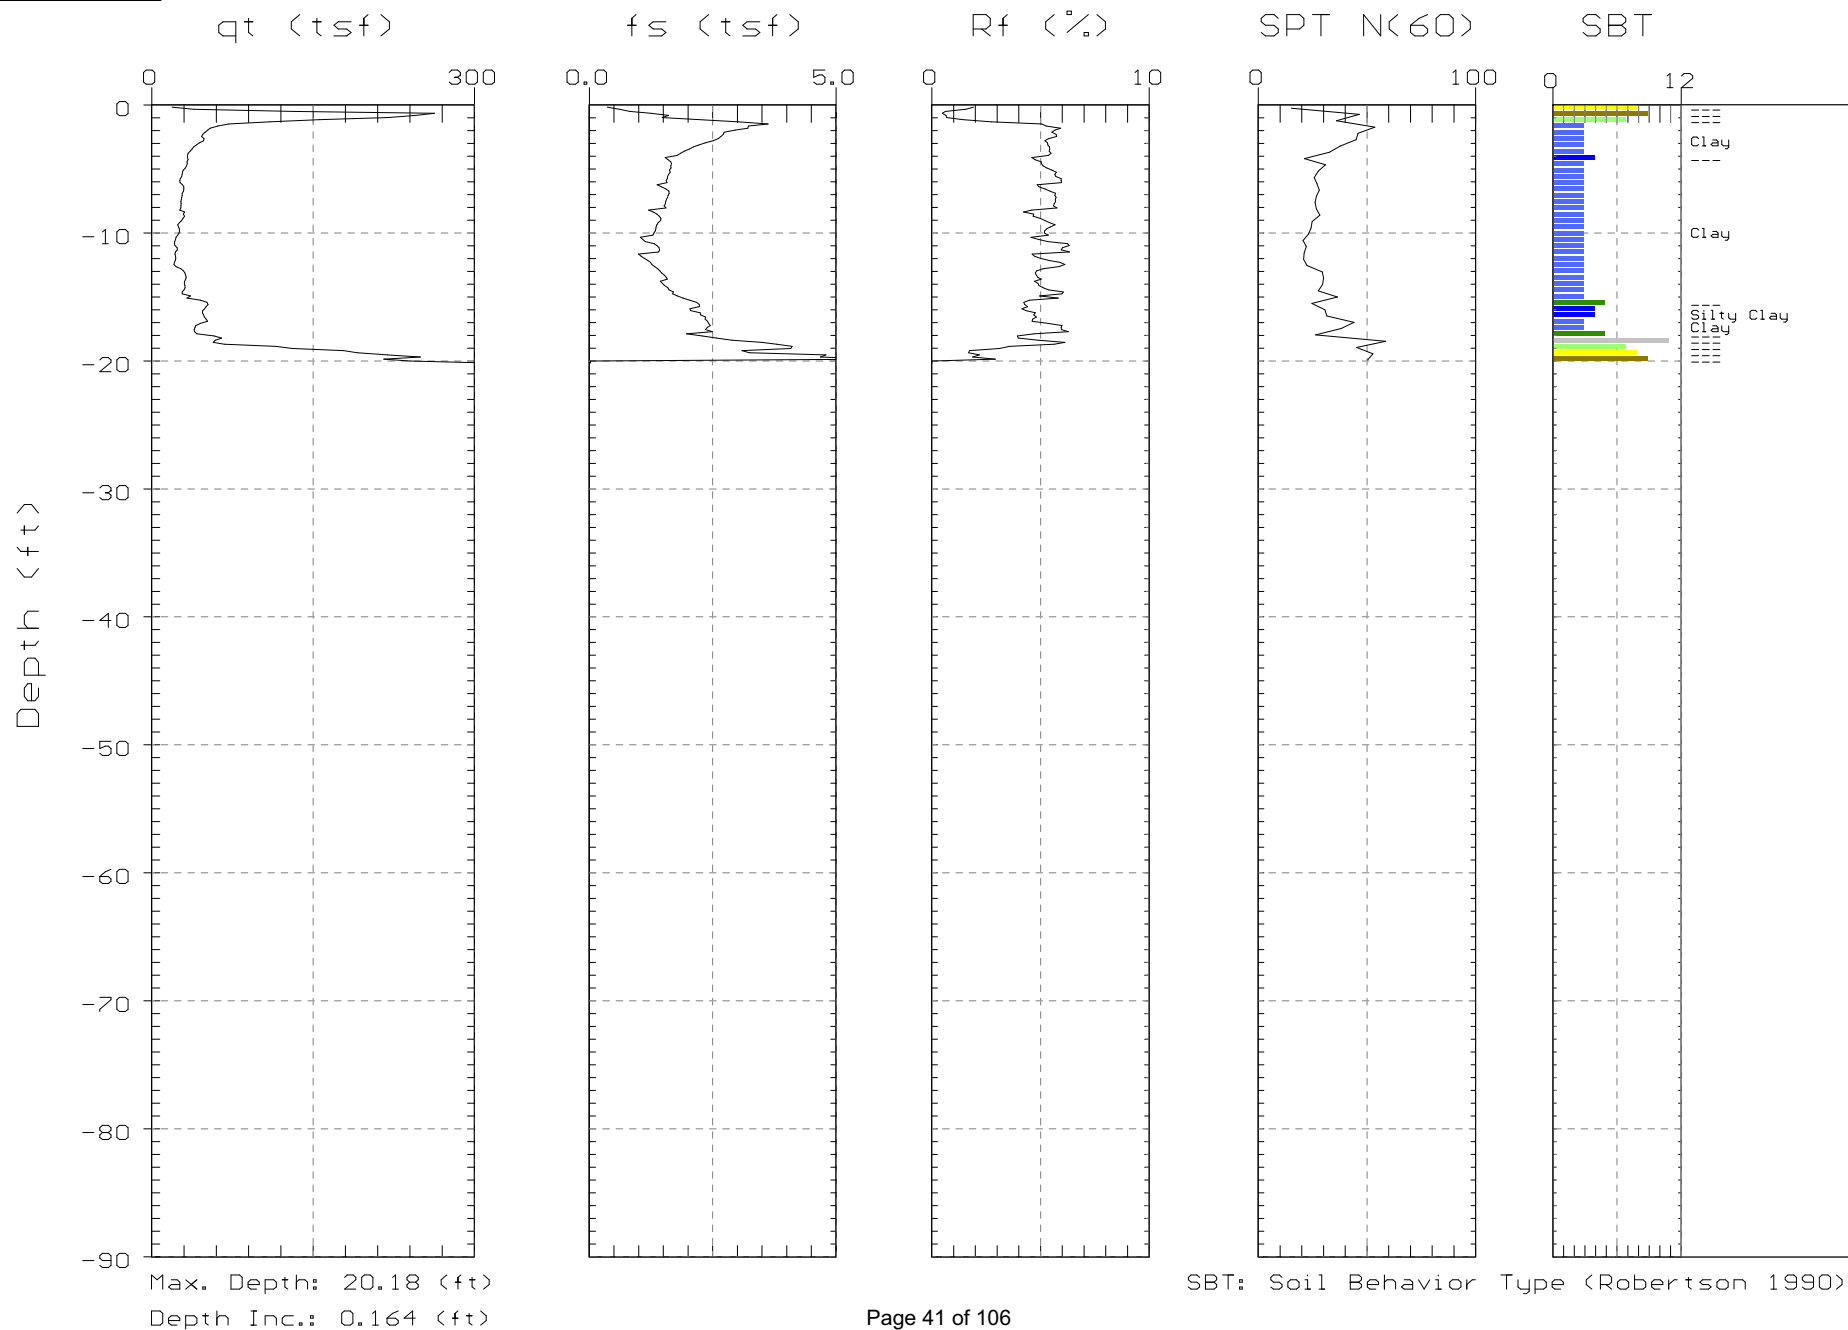 qt (tsf) fs (tsf) Rf (%) SPT N(60) SBT
0 300 0.0 5.0 0 10 0 100 0 12
0
---
---
---
Clay
---
-10 Clay
---
Silty Clay
Clay
---
---
---
---
-20 ---
-30
-40
Depth (ft)
-50
-60
-70
-80
-90
Max. Depth: 20.18 (ft) SBT: Soil Behavior Type (Robertson 1990)
Depth Inc.: 0.164 (ft) Page 41 of 106